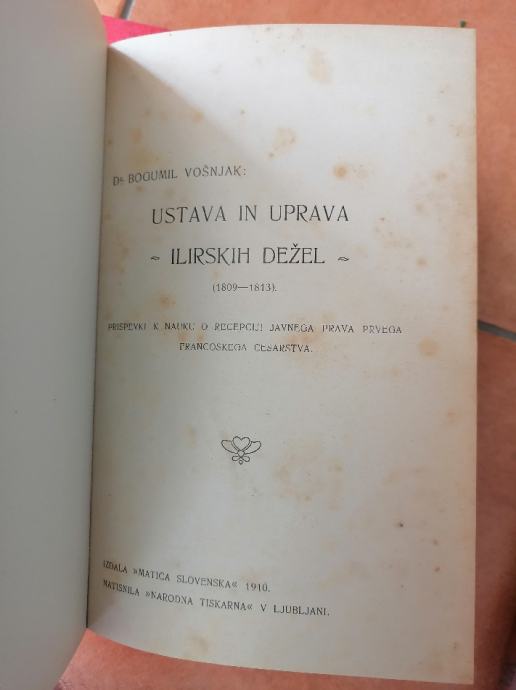 Dr. BOGUMIL VOŠNJAK:
USTAVA IN UPRAVA
~ ILIRSKIH DEŽEL ~
(1809—1813).
PRISPEVKI K NAUKU O RECEPCIJI JAVNEGA PRAVA PRVEGA
FRANCOSKEGA CESARSTVA.
IZDALA »MATICA SLOVENSKA« 1910.
NATISNILA »NARODNA TISKARNA« V LJUBLJANI.